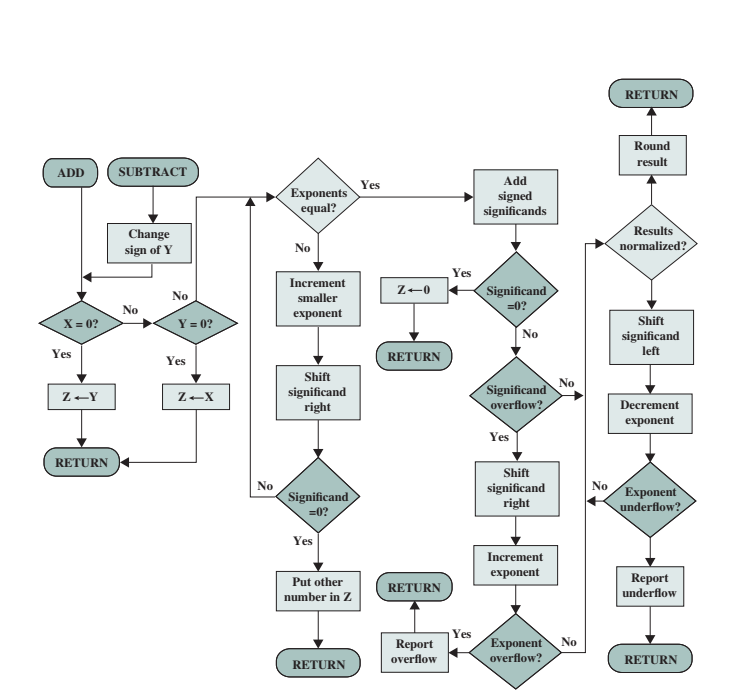 RETURN
Round
result
ADD
SUBTRACT
Change
sign of Y
Exponents
equal?
Yes
No
Add
signed
significands
Results
normalized?
X = 0?
No
Yes
Y = 0?
No
Yes
Z ←Y
Z ←X
RETURN
Increment
smaller
exponent
Shift
significand
right
Significand
=0?
No
Yes
Put other
number in Z
RETURN
Significand
=0?
Yes
No
Z←0
RETURN
Significand
overflow?
No
Yes
Shift
significand
right
Increment
exponent
Exponent
overflow?
Yes
No
Report
overflow
RETURN
Shift
significand
left
Decrement
exponent
Exponent
underflow?
No
Report
underflow
RETURN